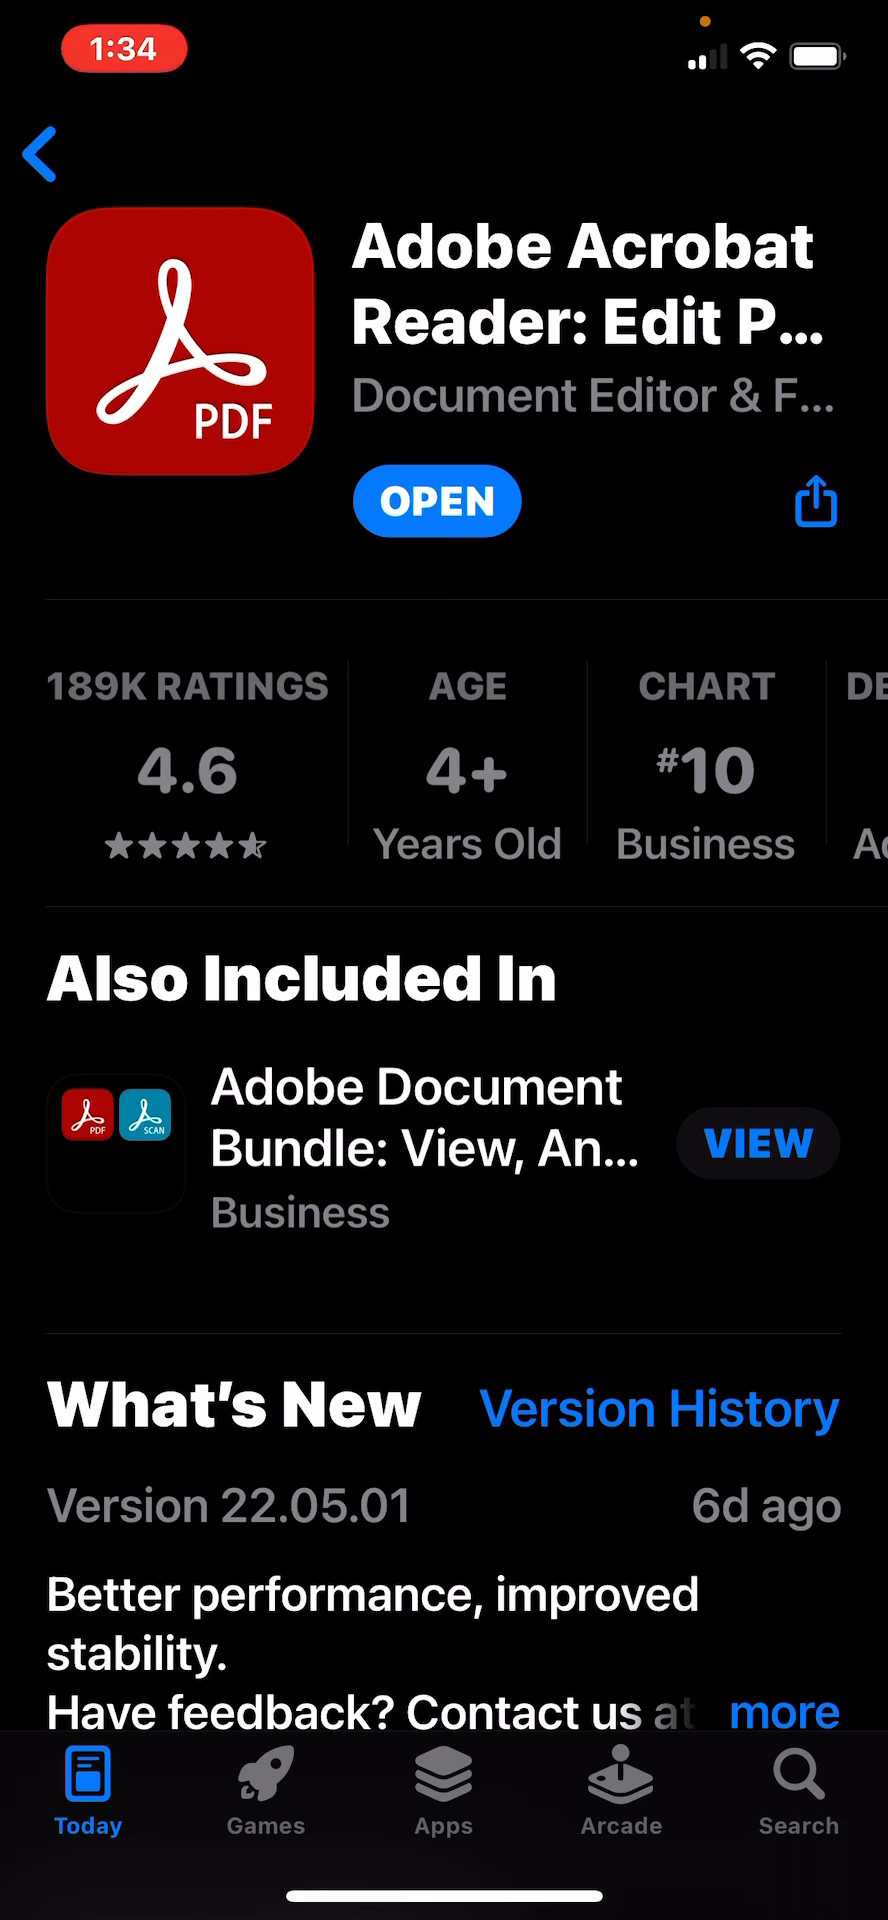 1:34
Adobe Acrobat
Reader: Edit P...
Document Editor & F...
PDF
OPEN
189K RATINGS
AGE
CHART
DE
4.6
4+
#10
Years Old
Business
Ad
Also Included In
Adobe Document
Bundle: View, An...
PDF
SCAN
VIEW
Business
What's New
Version History
Version 22.05.01
6d ago
Better performance, improved
stability.
Have feedback? Contact us at
more
Today
Games
Apps
Arcade
Search